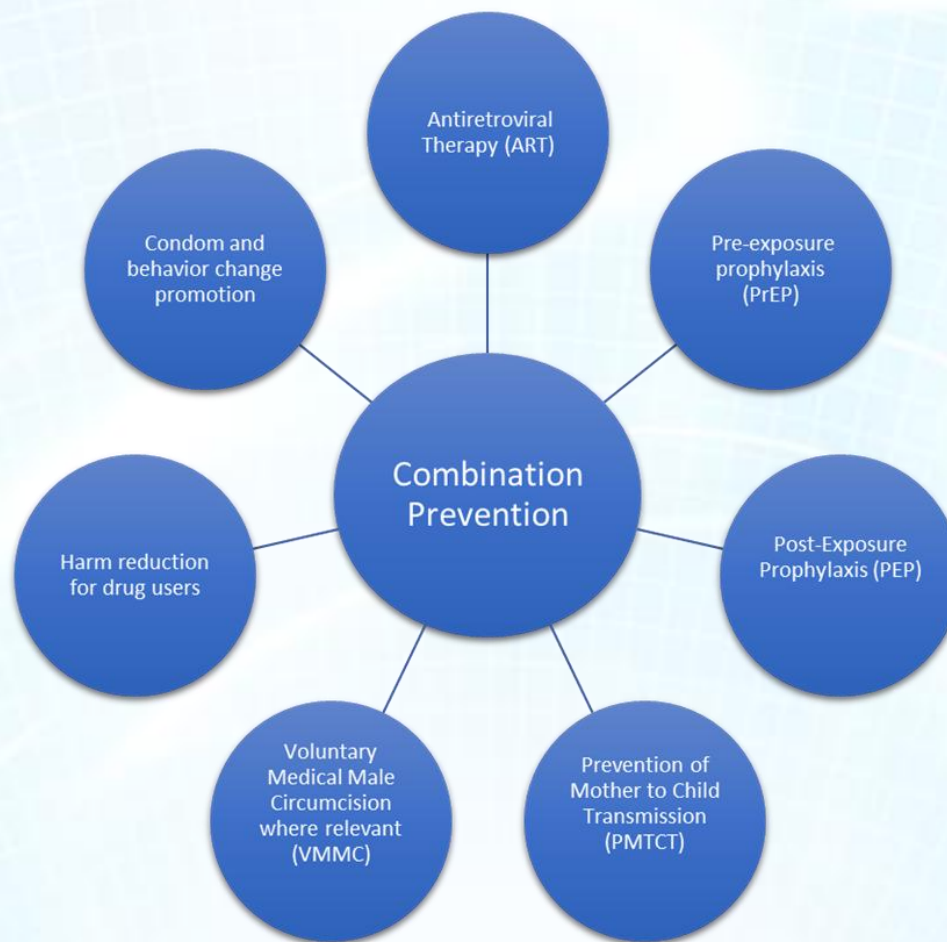 Antiretroviral
Therapy (ART)
Pre-exposure
prophylaxis
(PrEP)
Condom and
behavior change
promotion
Combination
Prevention
Post-Exposure
Prophylaxis (PEP)
Harm reduction
for drug users
Prevention of
Mother to Child
Transmission
(PMTCT)
Voluntary
Medical Male
Circumcision
where relevant
(VMMC)